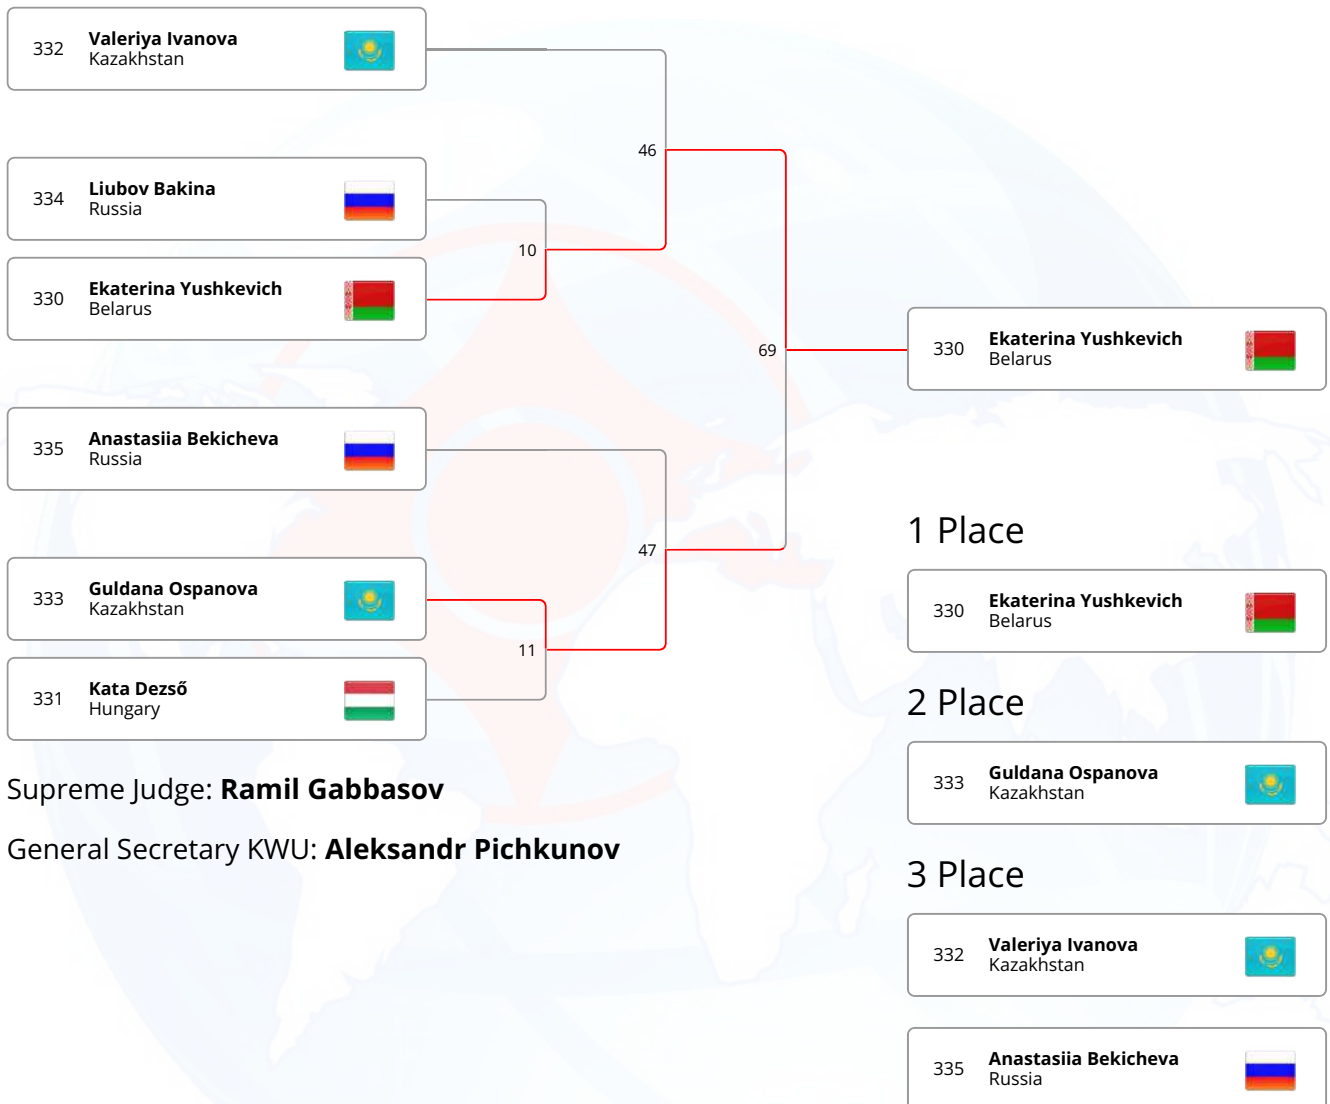 332
Valeriya Ivanova
Kazakhstan
334
Liubov Bakina
Russia
330
Ekaterina Yushkevich
Belarus
335
Anastasiia Bekicheva
Russia
333
Guldana Ospanova
Kazakhstan
331
Kata Dezső
Hungary
46
10
69
47
11
330
Ekaterina Yushkevich
Belarus
1 Place
330
Ekaterina Yushkevich
Belarus
2 Place
333
Guldana Ospanova
Kazakhstan
3 Place
332
Valeriya Ivanova
Kazakhstan
335
Anastasiia Bekicheva
Russia
Supreme Judge: Ramil Gabbasov
General Secretary KWU: Aleksandr Pichkunov